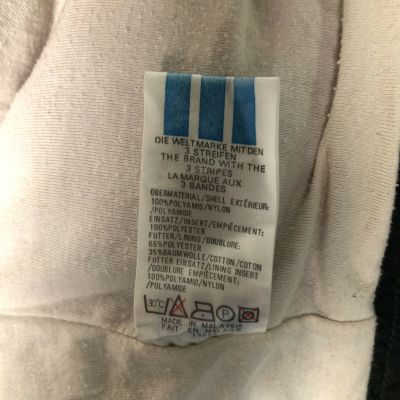 DIE WELTMARKE MIT DEN
3 STREIFEN
THE BRAND WITH THE
3 STRIPES
LA MARQUE AUX
3 BANDES
OBERMATERIAL/SHELL EXTÉRIEUR:
100%POLYAMID/NYLON
/POLYAMIDE
EINSATZ/INSERT/EMPIÈCEMENT:
100%POLYESTER
FUTTER/LINING/DOUBLURE:
65%POLYESTER
35%BAUMWOLLE/COTTON/COTON
FUTTER EINSATZ/LINING INSERT
/DOUBLURE EMPIÈCEMENT:
100%POLYAMID/NYLON
/POLYAMIDE
30°C P
MADE IN MALAYSIA
FAIT EN MALAISIE